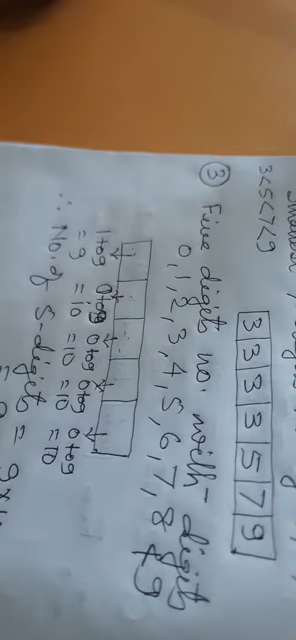 3<5<7<9
3 3 3 3 5 7 9
③ Five digits no. with digits
0, 1, 2, 3, 4, 5, 6, 7, 8 & 9
1 to 9 0 to 9 0 to 9 0 to 9 0 to 9
= 9 = 10 = 10 = 10 = 10
∴ No. of 5-digits = 9×